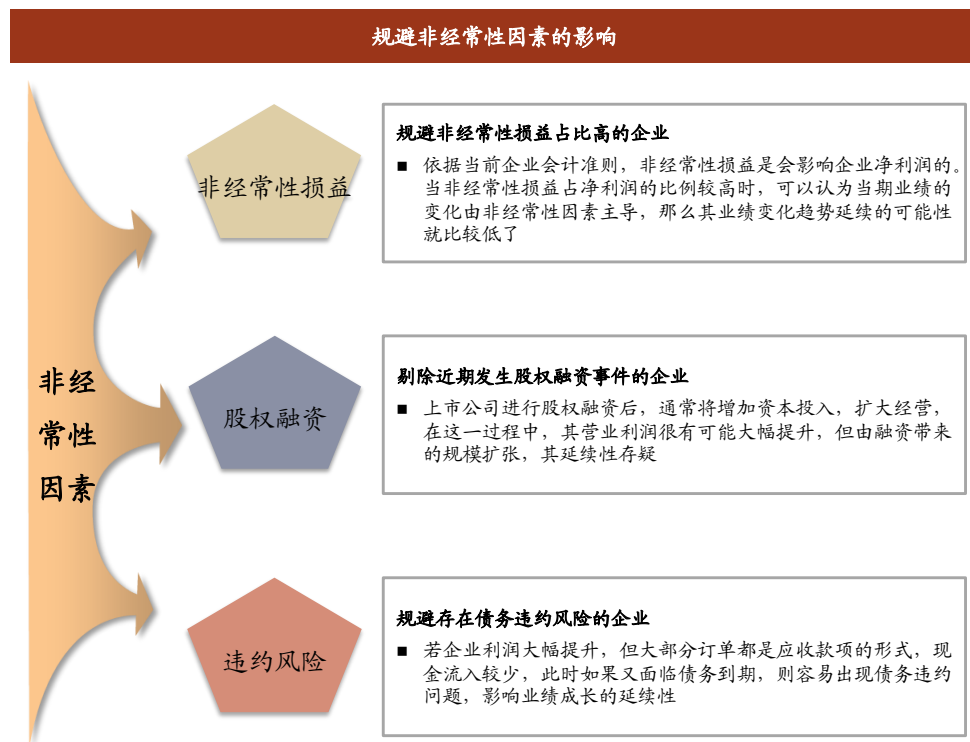 规避非经常性因素的影响
非经
常性
因素
非经常性损益
规避非经常性损益占比高的企业
■ 依据当前企业会计准则，非经常性损益是会影响企业净利润的。
当非经常性损益占净利润的比例较高时，可以认为当期业绩的
变化由非经常性因素主导，那么其业绩变化趋势延续的可能性
就比较低了
股权融资
剔除近期发生股权融资事件的企业
■ 上市公司进行股权融资后，通常将增加资本投入，扩大经营，
在这一过程中，其营业利润很有可能大幅提升，但由融资带来
的规模扩张，其延续性存疑
违约风险
规避存在债务违约风险的企业
■ 若企业利润大幅提升，但大部分订单都是应收款项的形式，现
金流入较少，此时如果又面临债务到期，则容易出现债务违约
问题，影响业绩成长的延续性